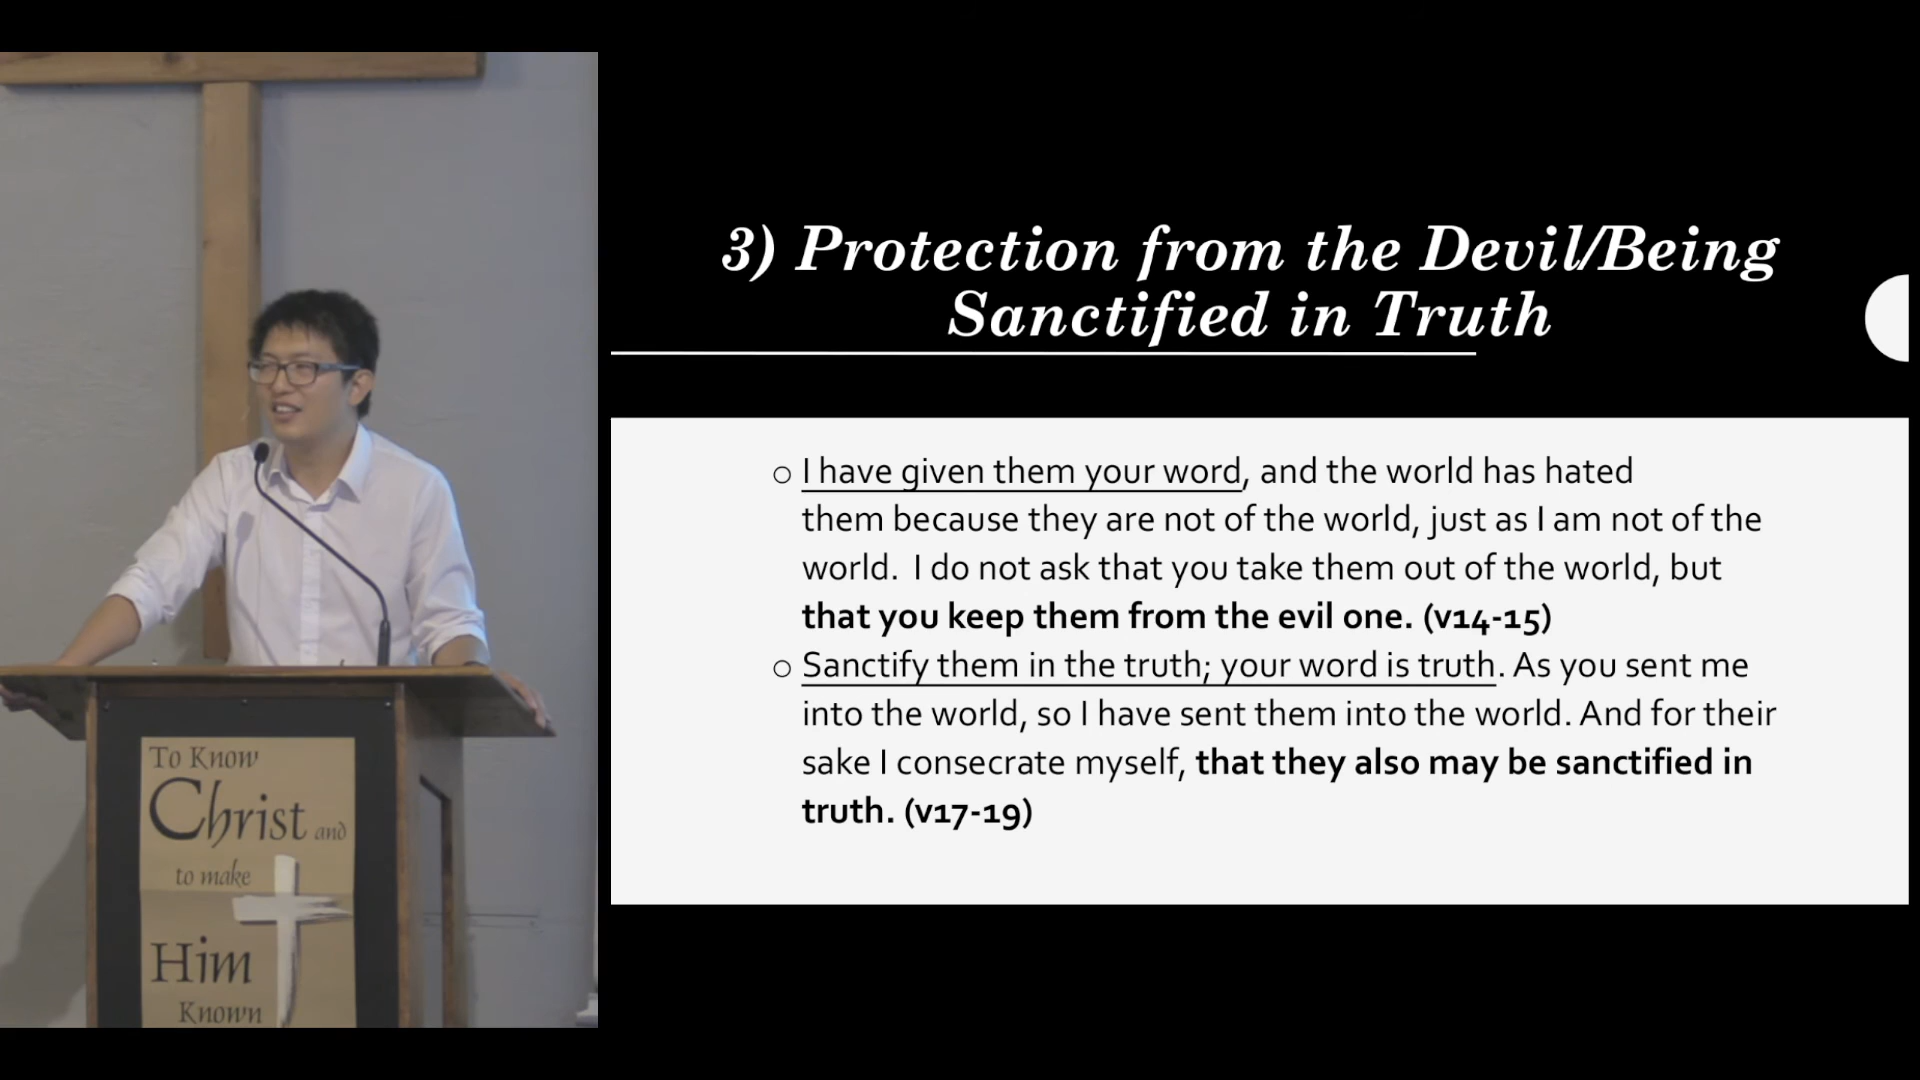 3) Protection from the Devil/Being
Sanctified in Truth
○ I have given them your word, and the world has hated
them because they are not of the world, just as I am not of the
world. I do not ask that you take them out of the world, but
that you keep them from the evil one. (v14-15)
○ Sanctify them in the truth; your word is truth. As you sent me
into the world, so I have sent them into the world. And for their
sake I consecrate myself, that they also may be sanctified in
truth. (v17-19)
To Know
Christ and
to make
Him
Known